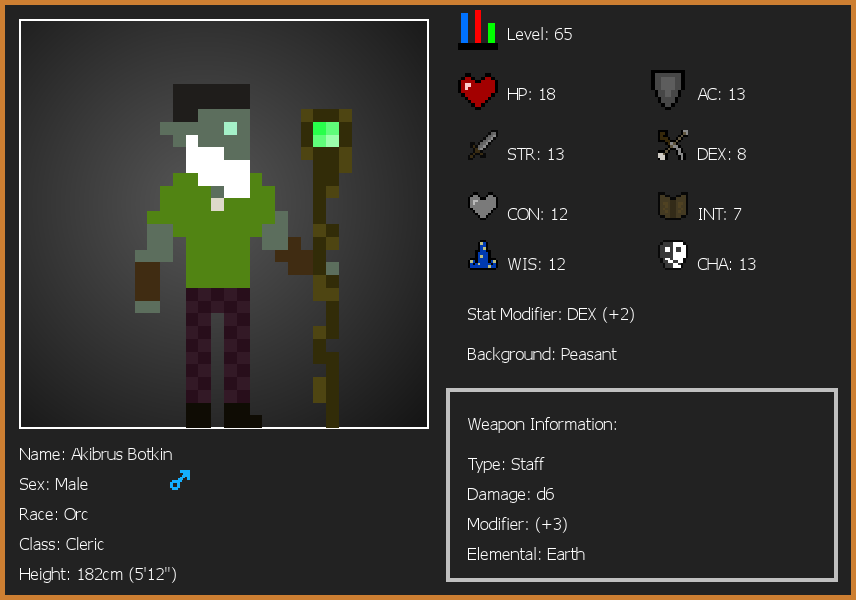 Level: 65
HP: 18
AC: 13
STR: 13
DEX: 8
CON: 12
INT: 7
WIS: 12
CHA: 13
Stat Modifier: DEX (+2)
Background: Peasant
Weapon Information:
Type: Staff
Damage: d6
Modifier: (+3)
Elemental: Earth
Name: Akibrus Botkin
Sex: Male
Race: Orc
Class: Cleric
Height: 182cm (5'12")